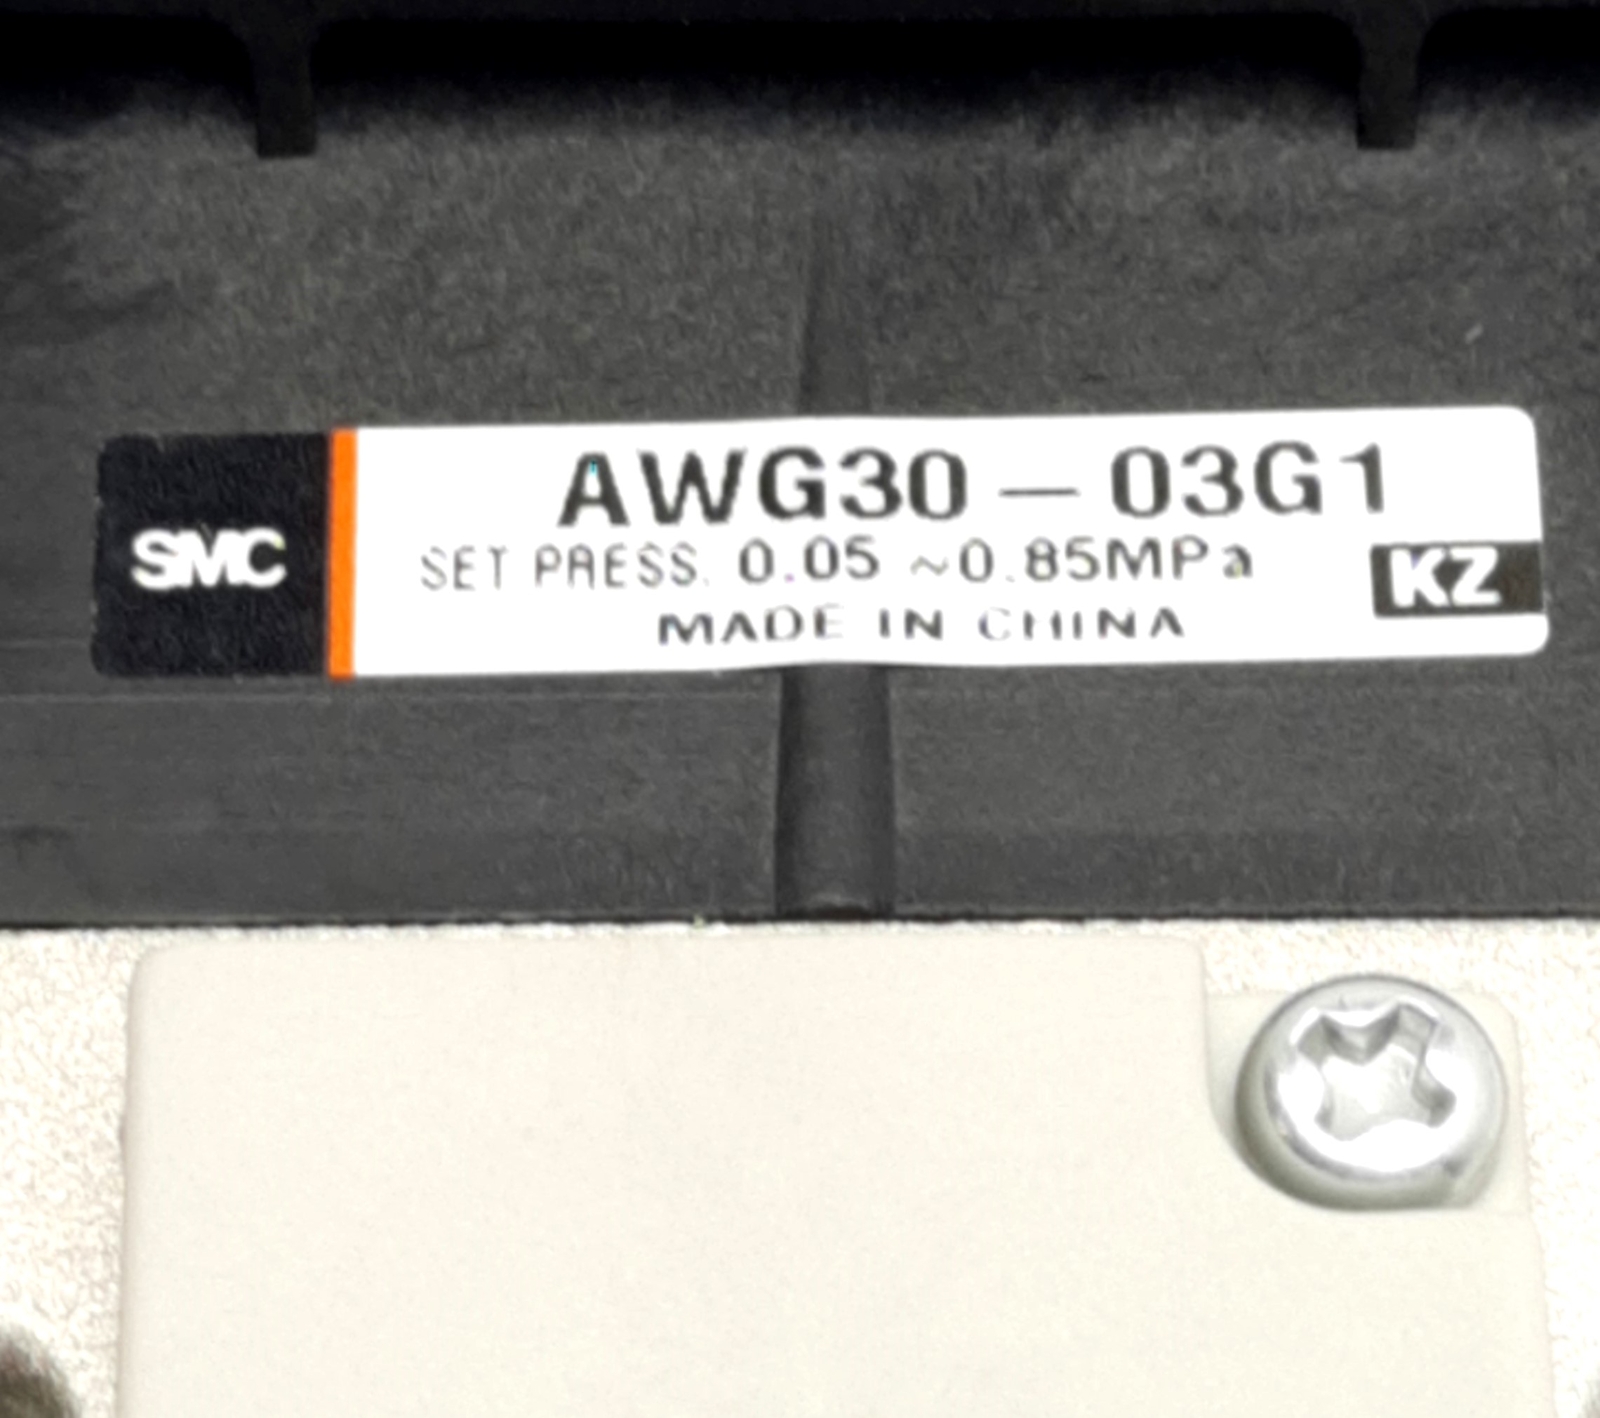 SMC
AWG30-03G1
SET PRESS. 0.05~0.85MPa
KZ
MADE IN CHINA